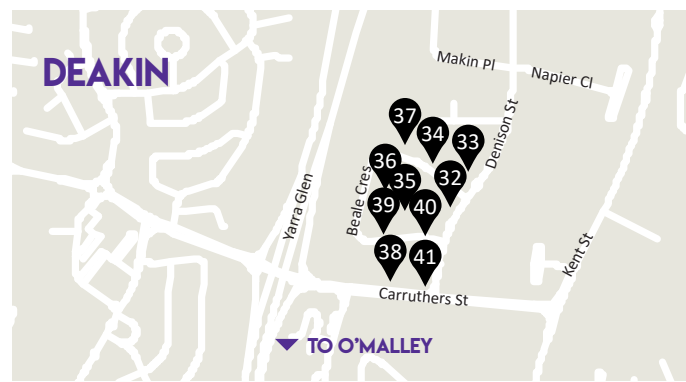 DEAKIN
Makin Pl
Napier Cl
37
34
33
Denison St
36
35
32
Beale Cres
39
40
Yarra Glen
38
41
Kent St
Carruthers St
TO O'MALLEY